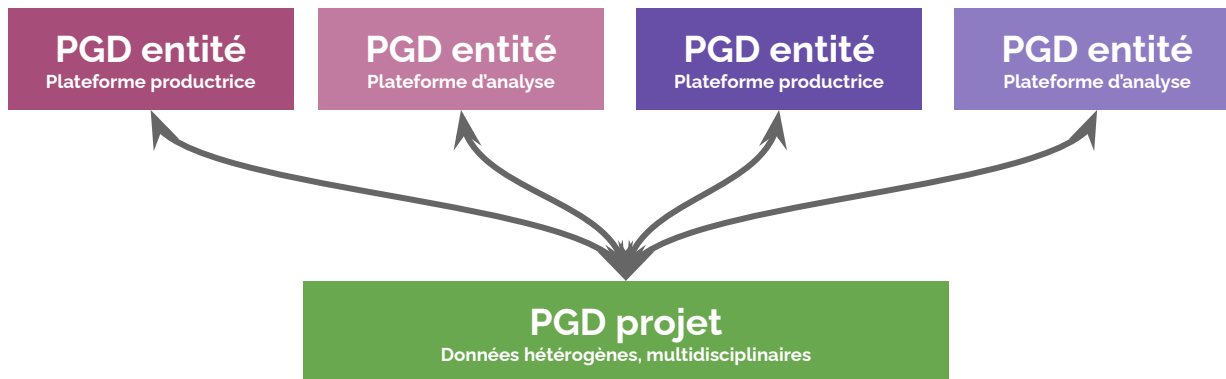 PGD entité
Plateforme productrice
PGD entité
Plateforme d'analyse
PGD entité
Plateforme productrice
PGD entité
Plateforme d'analyse
PGD projet
Données hétérogènes, multidisciplinaires